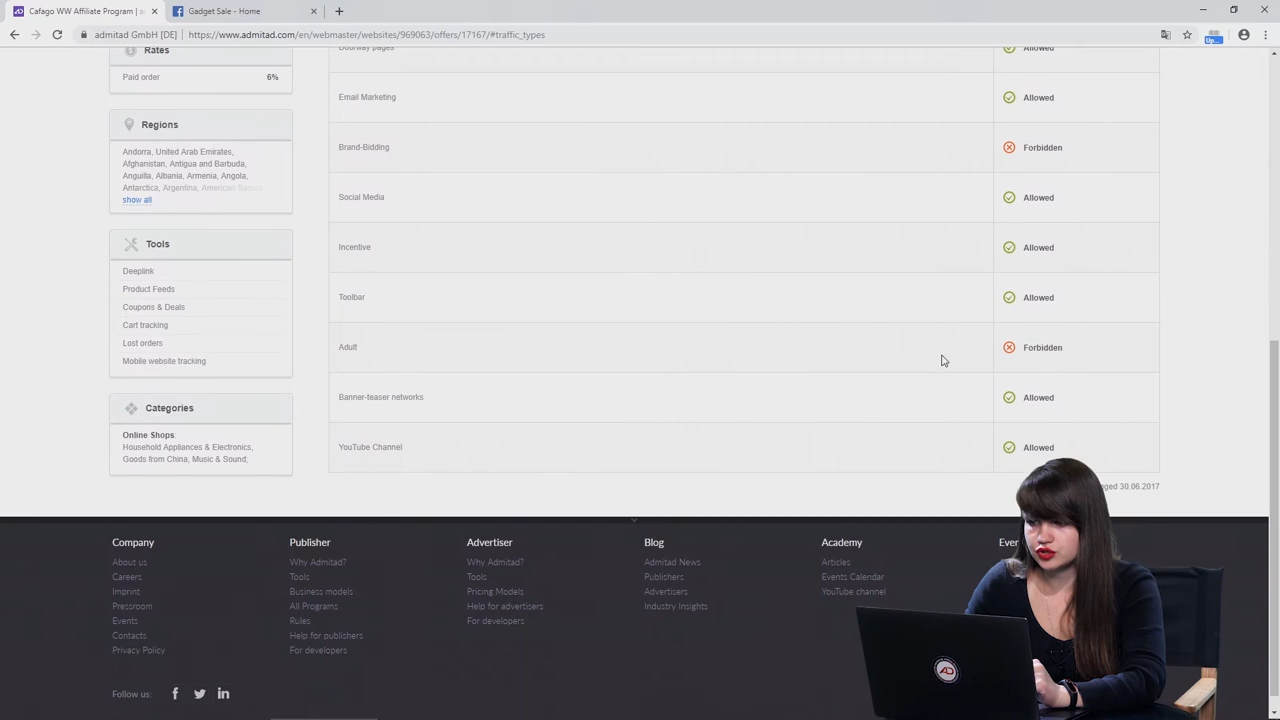 Cafago WW Affiliate Program | a
Gadget Sale - Home
admitad GmbH [DE]
https://www.admitad.com/en/webmaster/websites/969063/offers/17167/#traffic_types
Up...
Rates
Paid order 6%
Regions
Andorra, United Arab Emirates,
Afghanistan, Antigua and Barbuda,
Anguilla, Albania, Armenia, Angola,
Antarctica, Argentina, American Samoa
show all
Tools
Deeplink
Product Feeds
Coupons & Deals
Cart tracking
Lost orders
Mobile website tracking
Categories
Online Shops:
Household Appliances & Electronics,
Goods from China, Music & Sound;
Doorway pages Allowed
Email Marketing Allowed
Brand-Bidding Forbidden
Social Media Allowed
Incentive Allowed
Toolbar Allowed
Adult Forbidden
Banner-teaser networks Allowed
YouTube Channel Allowed
nged 30.06.2017
Company
About us
Careers
Imprint
Pressroom
Events
Contacts
Privacy Policy
Publisher
Why Admitad?
Tools
Business models
All Programs
Rules
Help for publishers
For developers
Advertiser
Why Admitad?
Tools
Pricing Models
Help for advertisers
For developers
Blog
Admitad News
Publishers
Advertisers
Industry Insights
Academy
Articles
Events Calendar
YouTube channel
Ever
Follow us: